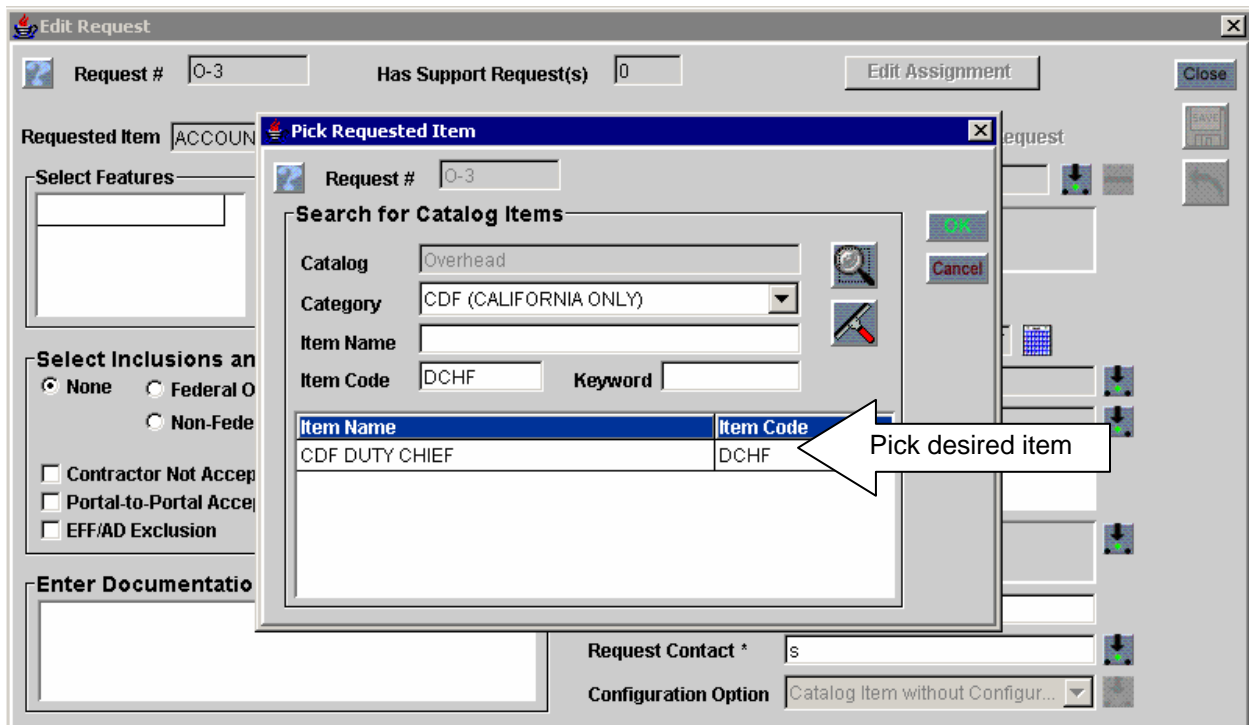 Edit Request
Request # O-3 Has Support Request(s) 0 Edit Assignment Close
Requested Item ACCOUN
equest
SAVE
Select Features
Select Inclusions an
None Federal O
Non-Fede
Contractor Not Accep
Portal-to-Portal Accep
EFF/AD Exclusion
Enter Documentatio
Pick Requested Item
Request # O-3
Search for Catalog Items
OK
Catalog Overhead
Cancel
Category CDF (CALIFORNIA ONLY)
Item Name
Item Code DCHF Keyword
Item Name Item Code
CDF DUTY CHIEF DCHF
Pick desired item
Request Contact * s
Configuration Option Catalog Item without Configur...